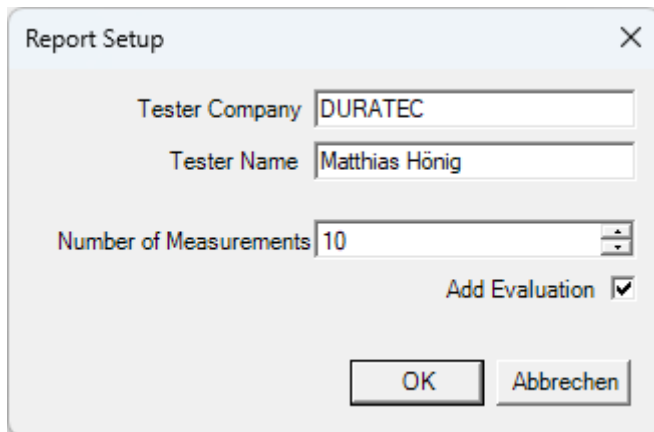 Report Setup
Tester Company DURATEC
Tester Name Matthias Hönig
Number of Measurements 10
Add Evaluation
OK Abbrechen